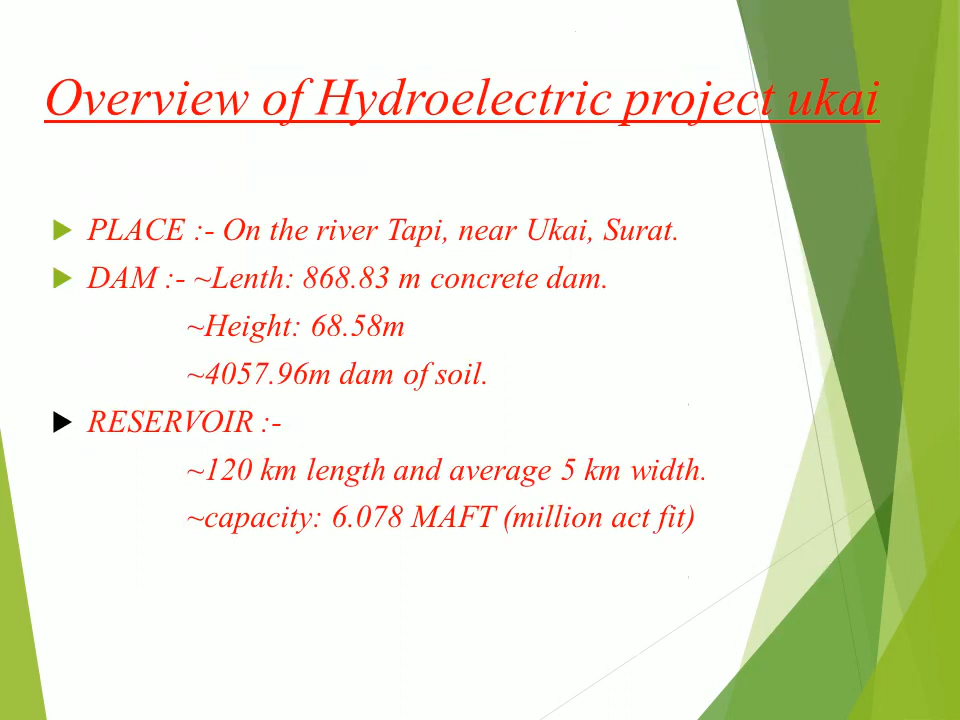 Overview of Hydroelectric project ukai
PLACE :- On the river Tapi, near Ukai, Surat.
DAM :- ~Lenth: 868.83 m concrete dam.
~Height: 68.58m
~4057.96m dam of soil.
RESERVOIR :-
~120 km length and average 5 km width.
~capacity: 6.078 MAFT (million act fit)